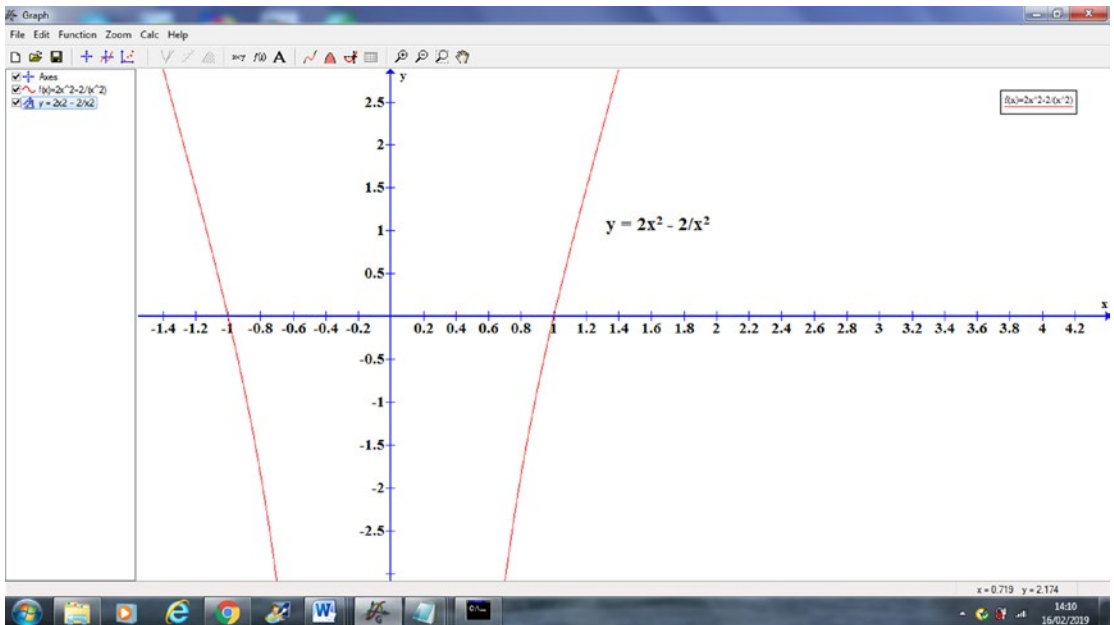 Graph
File Edit Function Zoom Calc Help
Axes
f(x)=2x^2-2/(x^2)
y = 2x2 - 2/x2
y
f(x)=2x^2-2/(x^2)
2.5
2
1.5
y = 2x² - 2/x²
1
0.5
x
-1.4 -1.2 -1 -0.8 -0.6 -0.4 -0.2 0.2 0.4 0.6 0.8 1 1.2 1.4 1.6 1.8 2 2.2 2.4 2.6 2.8 3 3.2 3.4 3.6 3.8 4 4.2
-0.5
-1
-1.5
-2
-2.5
x = 0.719 y = 2.174
14:10
16/02/2019